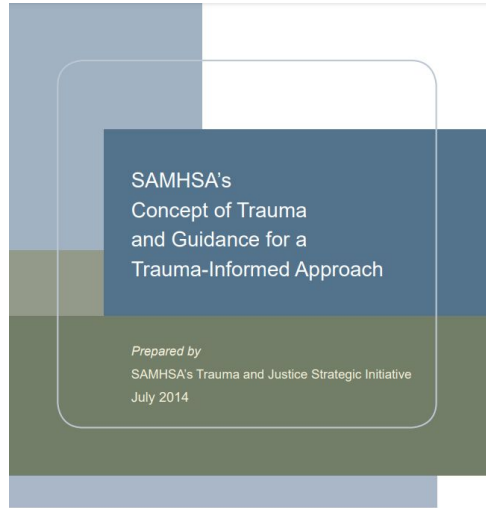 SAMHSA's
Concept of Trauma
and Guidance for a
Trauma-Informed Approach
Prepared by
SAMHSA's Trauma and Justice Strategic Initiative
July 2014